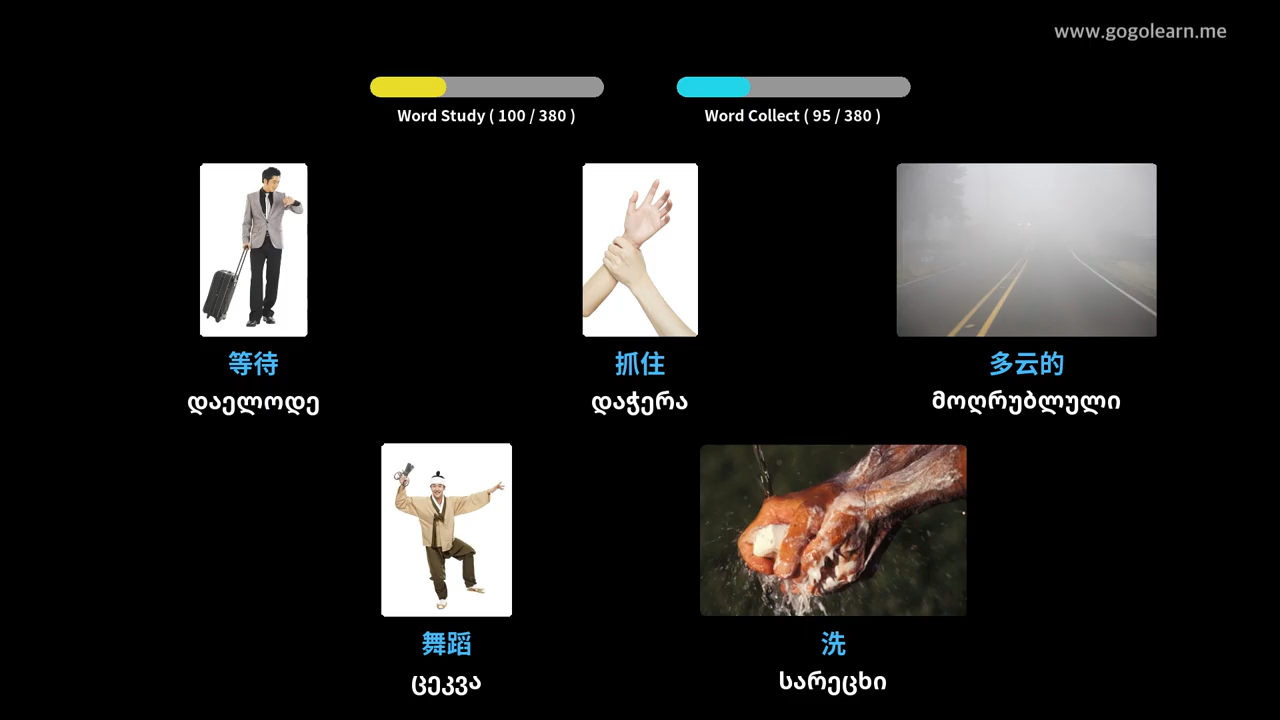 www.gogolearn.me
Word Study ( 100 / 380 )
Word Collect ( 95 / 380 )
等待
დაელოდე
抓住
დაჭერა
多云的
მოღრუბლული
舞蹈
ცეკვა
洗
სარეცხი